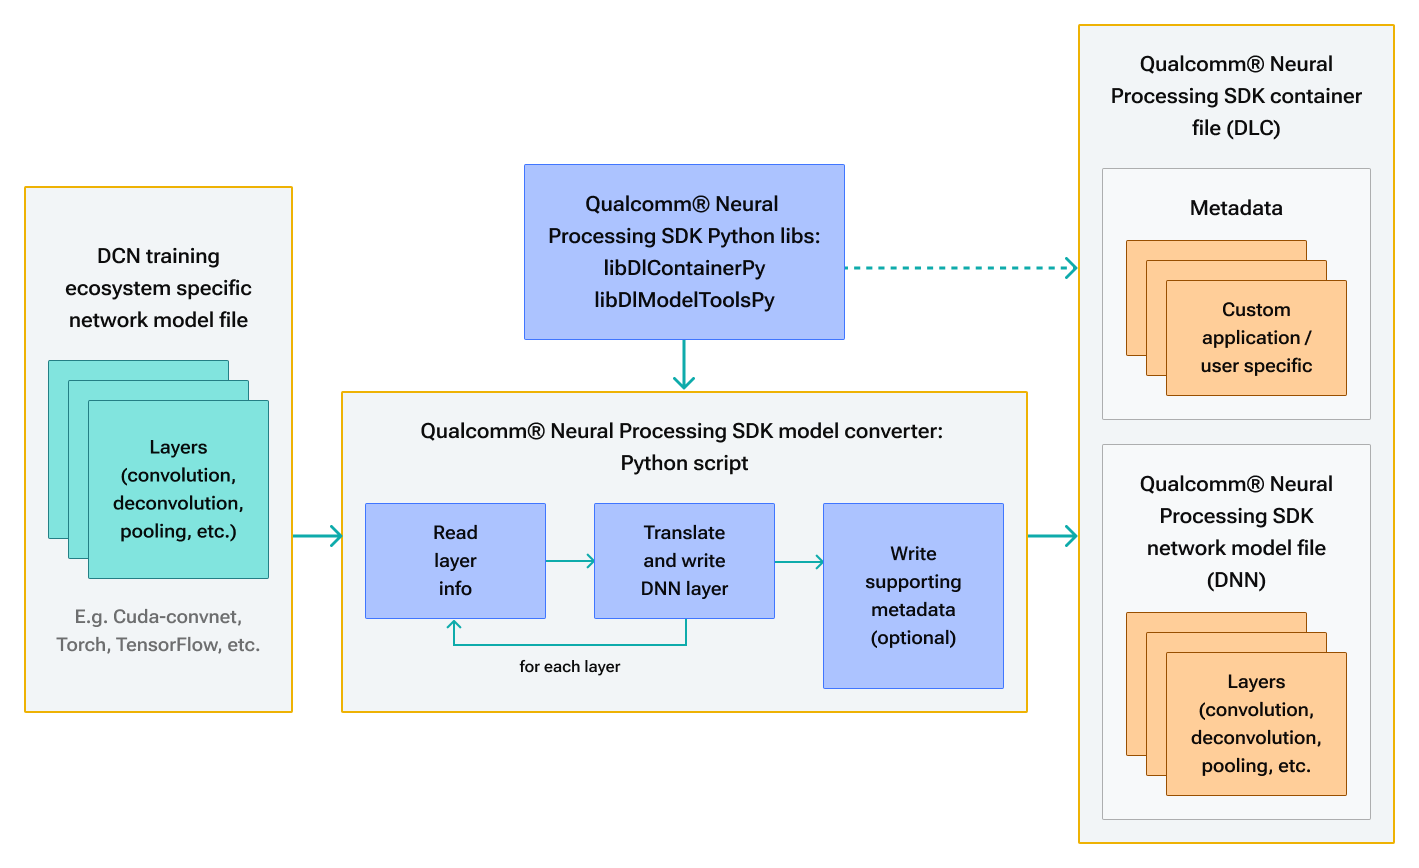 DCN training
ecosystem specific
network model file
Layers
(convolution,
deconvolution,
pooling, etc.)
E.g. Cuda-convnet,
Torch, TensorFlow, etc.
Qualcomm® Neural
Processing SDK Python libs:
libDlContainerPy
libDlModelToolsPy
Qualcomm® Neural Processing SDK model converter:
Python script
Read
layer
info
Translate
and write
DNN layer
for each layer
Write
supporting
metadata
(optional)
Qualcomm® Neural
Processing SDK container
file (DLC)
Metadata
Custom
application /
user specific
Qualcomm® Neural
Processing SDK
network model file
(DNN)
Layers
(convolution,
deconvolution,
pooling, etc.